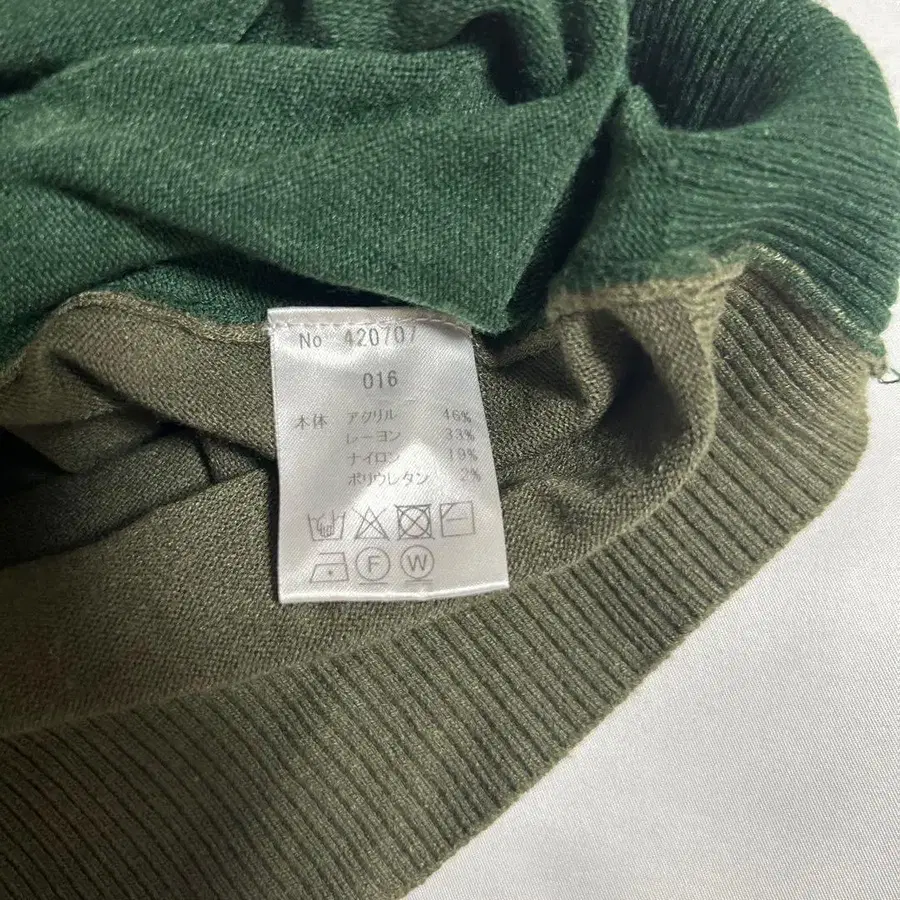 No 420707
016
本体 アクリル 46%
レーヨン 33%
ナイロン 19%
ポリウレタン 2%
F W